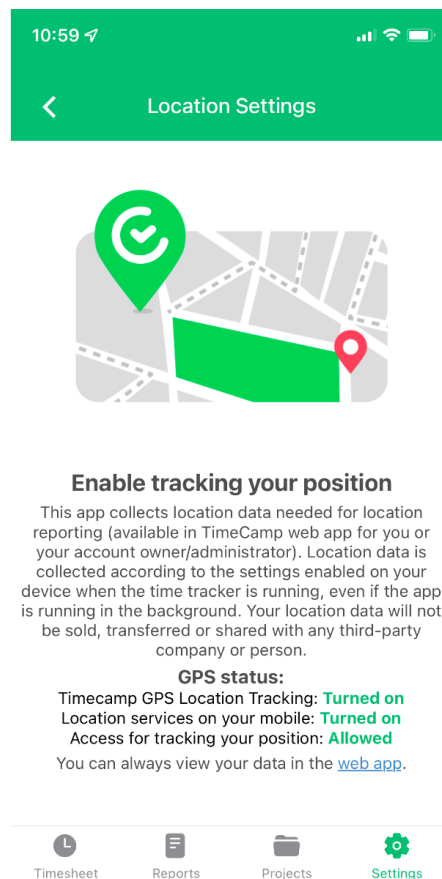 10:59
Location Settings
Enable tracking your position
This app collects location data needed for location
reporting (available in TimeCamp web app for you or
your account owner/administrator). Location data is
collected according to the settings enabled on your
device when the time tracker is running, even if the app
is running in the background. Your location data will not
be sold, transferred or shared with any third-party
company or person.
GPS status:
Timecamp GPS Location Tracking: Turned on
Location services on your mobile: Turned on
Access for tracking your position: Allowed
You can always view your data in the web app.
Timesheet Reports Projects Settings